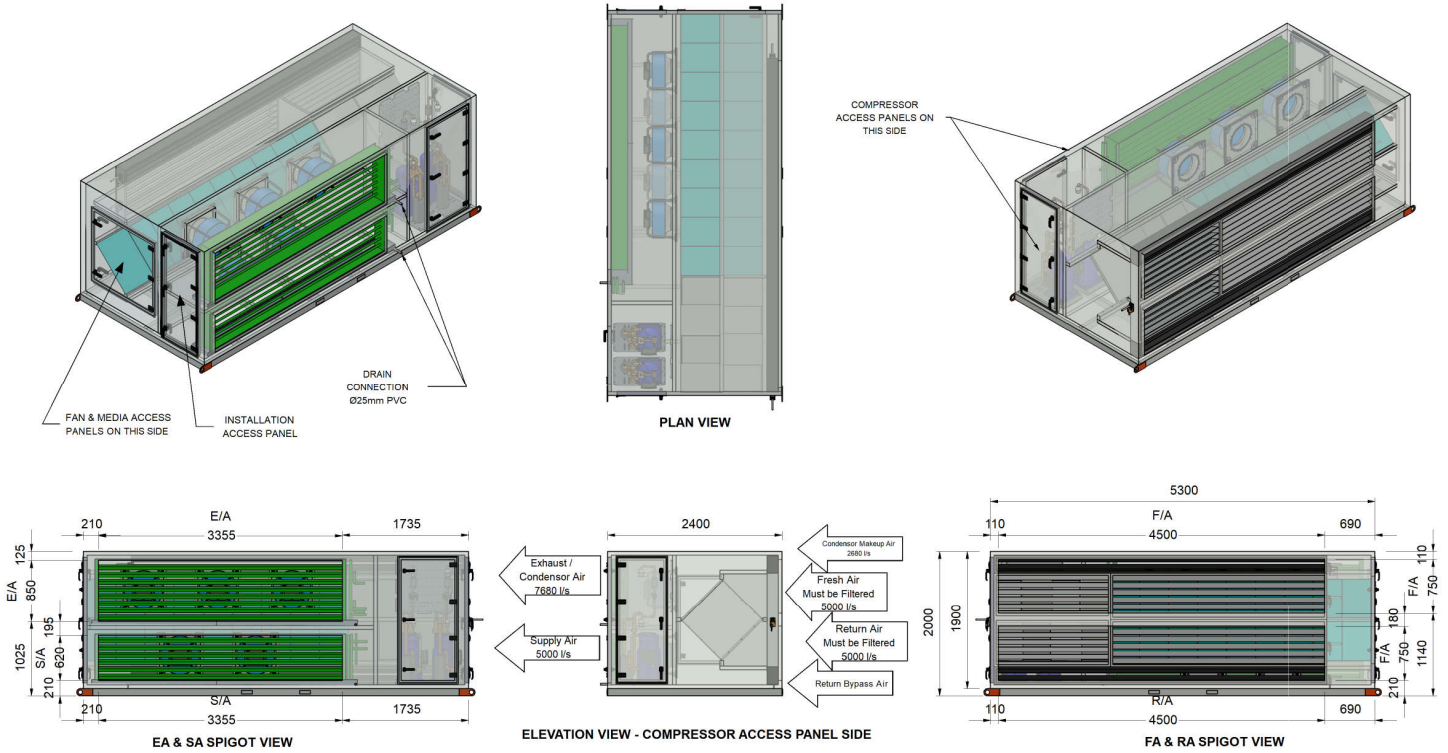 COMPRESSOR
ACCESS PANELS ON
THIS SIDE
DRAIN
CONNECTION
Ø25mm PVC
FAN & MEDIA ACCESS
PANELS ON THIS SIDE
INSTALLATION
ACCESS PANEL
PLAN VIEW
E/A
210
3355
1735
125
E/A
850
195
1025
S/A
620
210
S/A
210
3355
1735
EA & SA SPIGOT VIEW
2400
Exhaust /
Condensor Air
7680 l/s
Supply Air
5000 l/s
Condensor Makeup Air
2680 l/s
Fresh Air
Must be Filtered
5000 l/s
Return Air
Must be Filtered
5000 l/s
Return Bypass Air
ELEVATION VIEW - COMPRESSOR ACCESS PANEL SIDE
5300
F/A
110
4500
690
2000
1900
110
F/A
750
180
F/A
750
1140
210
R/A
110
4500
690
FA & RA SPIGOT VIEW